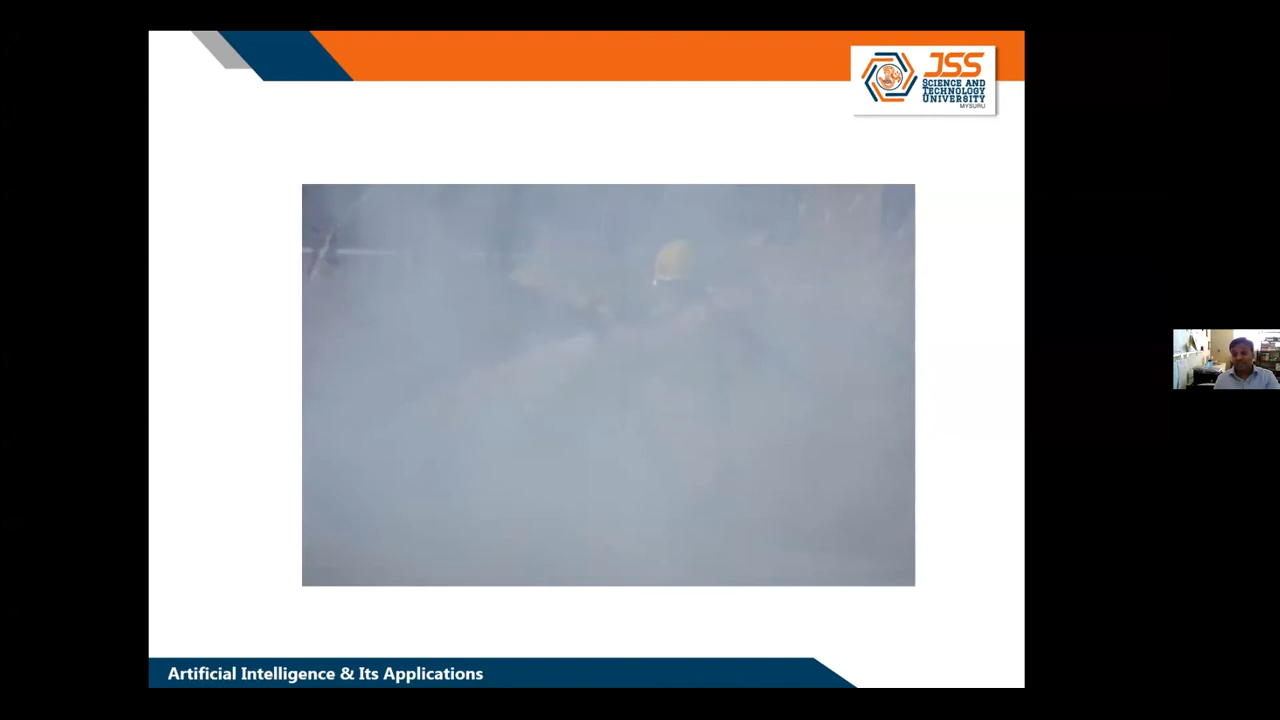 JSS
SCIENCE AND
TECHNOLOGY
UNIVERSITY
MYSURU
Artificial Intelligence & Its Applications